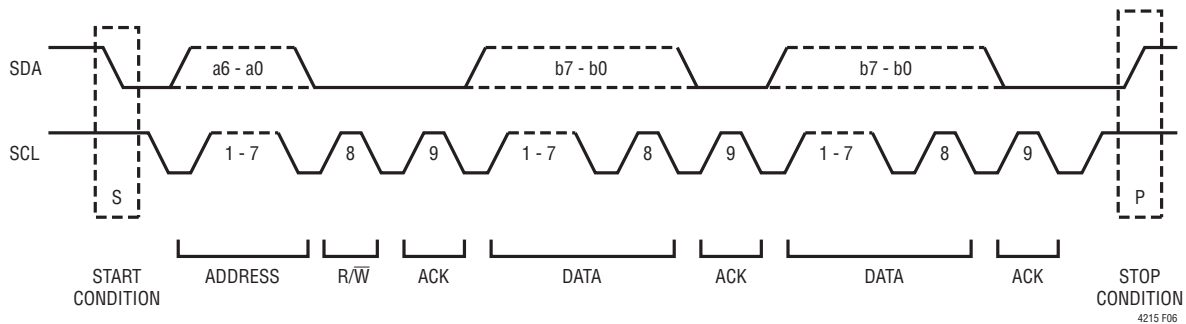 SDA
a6 - a0
b7 - b0
b7 - b0
SCL
1 - 7
8
9
1 - 7
8
9
1 - 7
8
9
S
P
START
CONDITION
ADDRESS
R/W̅
ACK
DATA
ACK
DATA
ACK
STOP
CONDITION
4215 F06